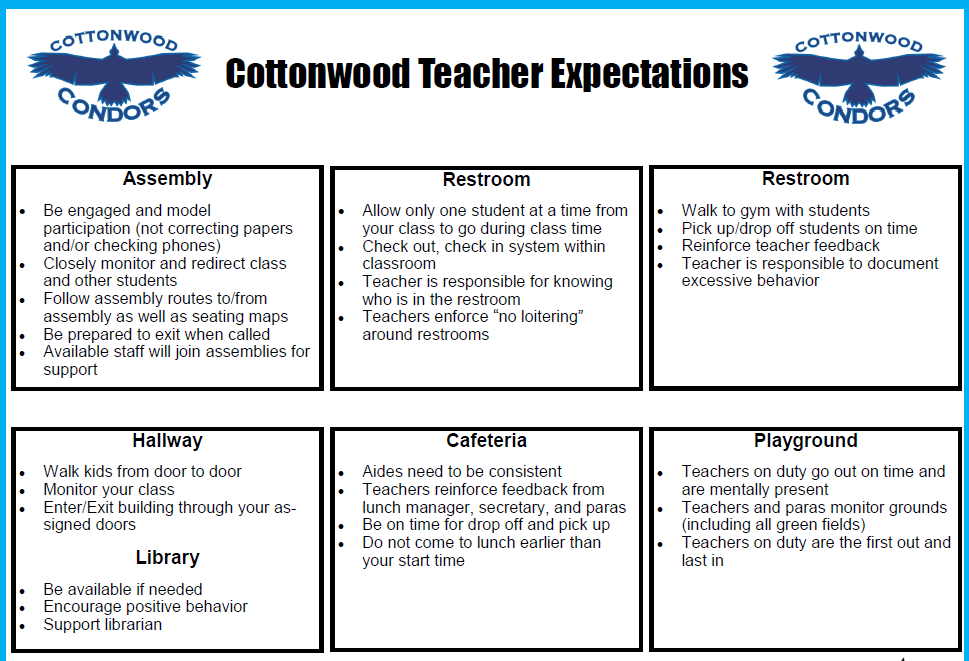 COTTONWOOD
CONDORS
Cottonwood Teacher Expectations
COTTONWOOD
CONDORS
Assembly
• Be engaged and model
participation (not correcting papers
and/or checking phones)
• Closely monitor and redirect class
and other students
• Follow assembly routes to/from
assembly as well as seating maps
• Be prepared to exit when called
• Available staff will join assemblies for
support
Restroom
• Allow only one student at a time from
your class to go during class time
• Check out, check in system within
classroom
• Teacher is responsible for knowing
who is in the restroom
• Teachers enforce “no loitering”
around restrooms
Restroom
• Walk to gym with students
• Pick up/drop off students on time
• Reinforce teacher feedback
• Teacher is responsible to document
excessive behavior
Hallway
• Walk kids from door to door
• Monitor your class
• Enter/Exit building through your as-
signed doors
Library
• Be available if needed
• Encourage positive behavior
• Support librarian
Cafeteria
• Aides need to be consistent
• Teachers reinforce feedback from
lunch manager, secretary, and paras
• Be on time for drop off and pick up
• Do not come to lunch earlier than
your start time
Playground
• Teachers on duty go out on time and
are mentally present
• Teachers and paras monitor grounds
(including all green fields)
• Teachers on duty are the first out and
last in